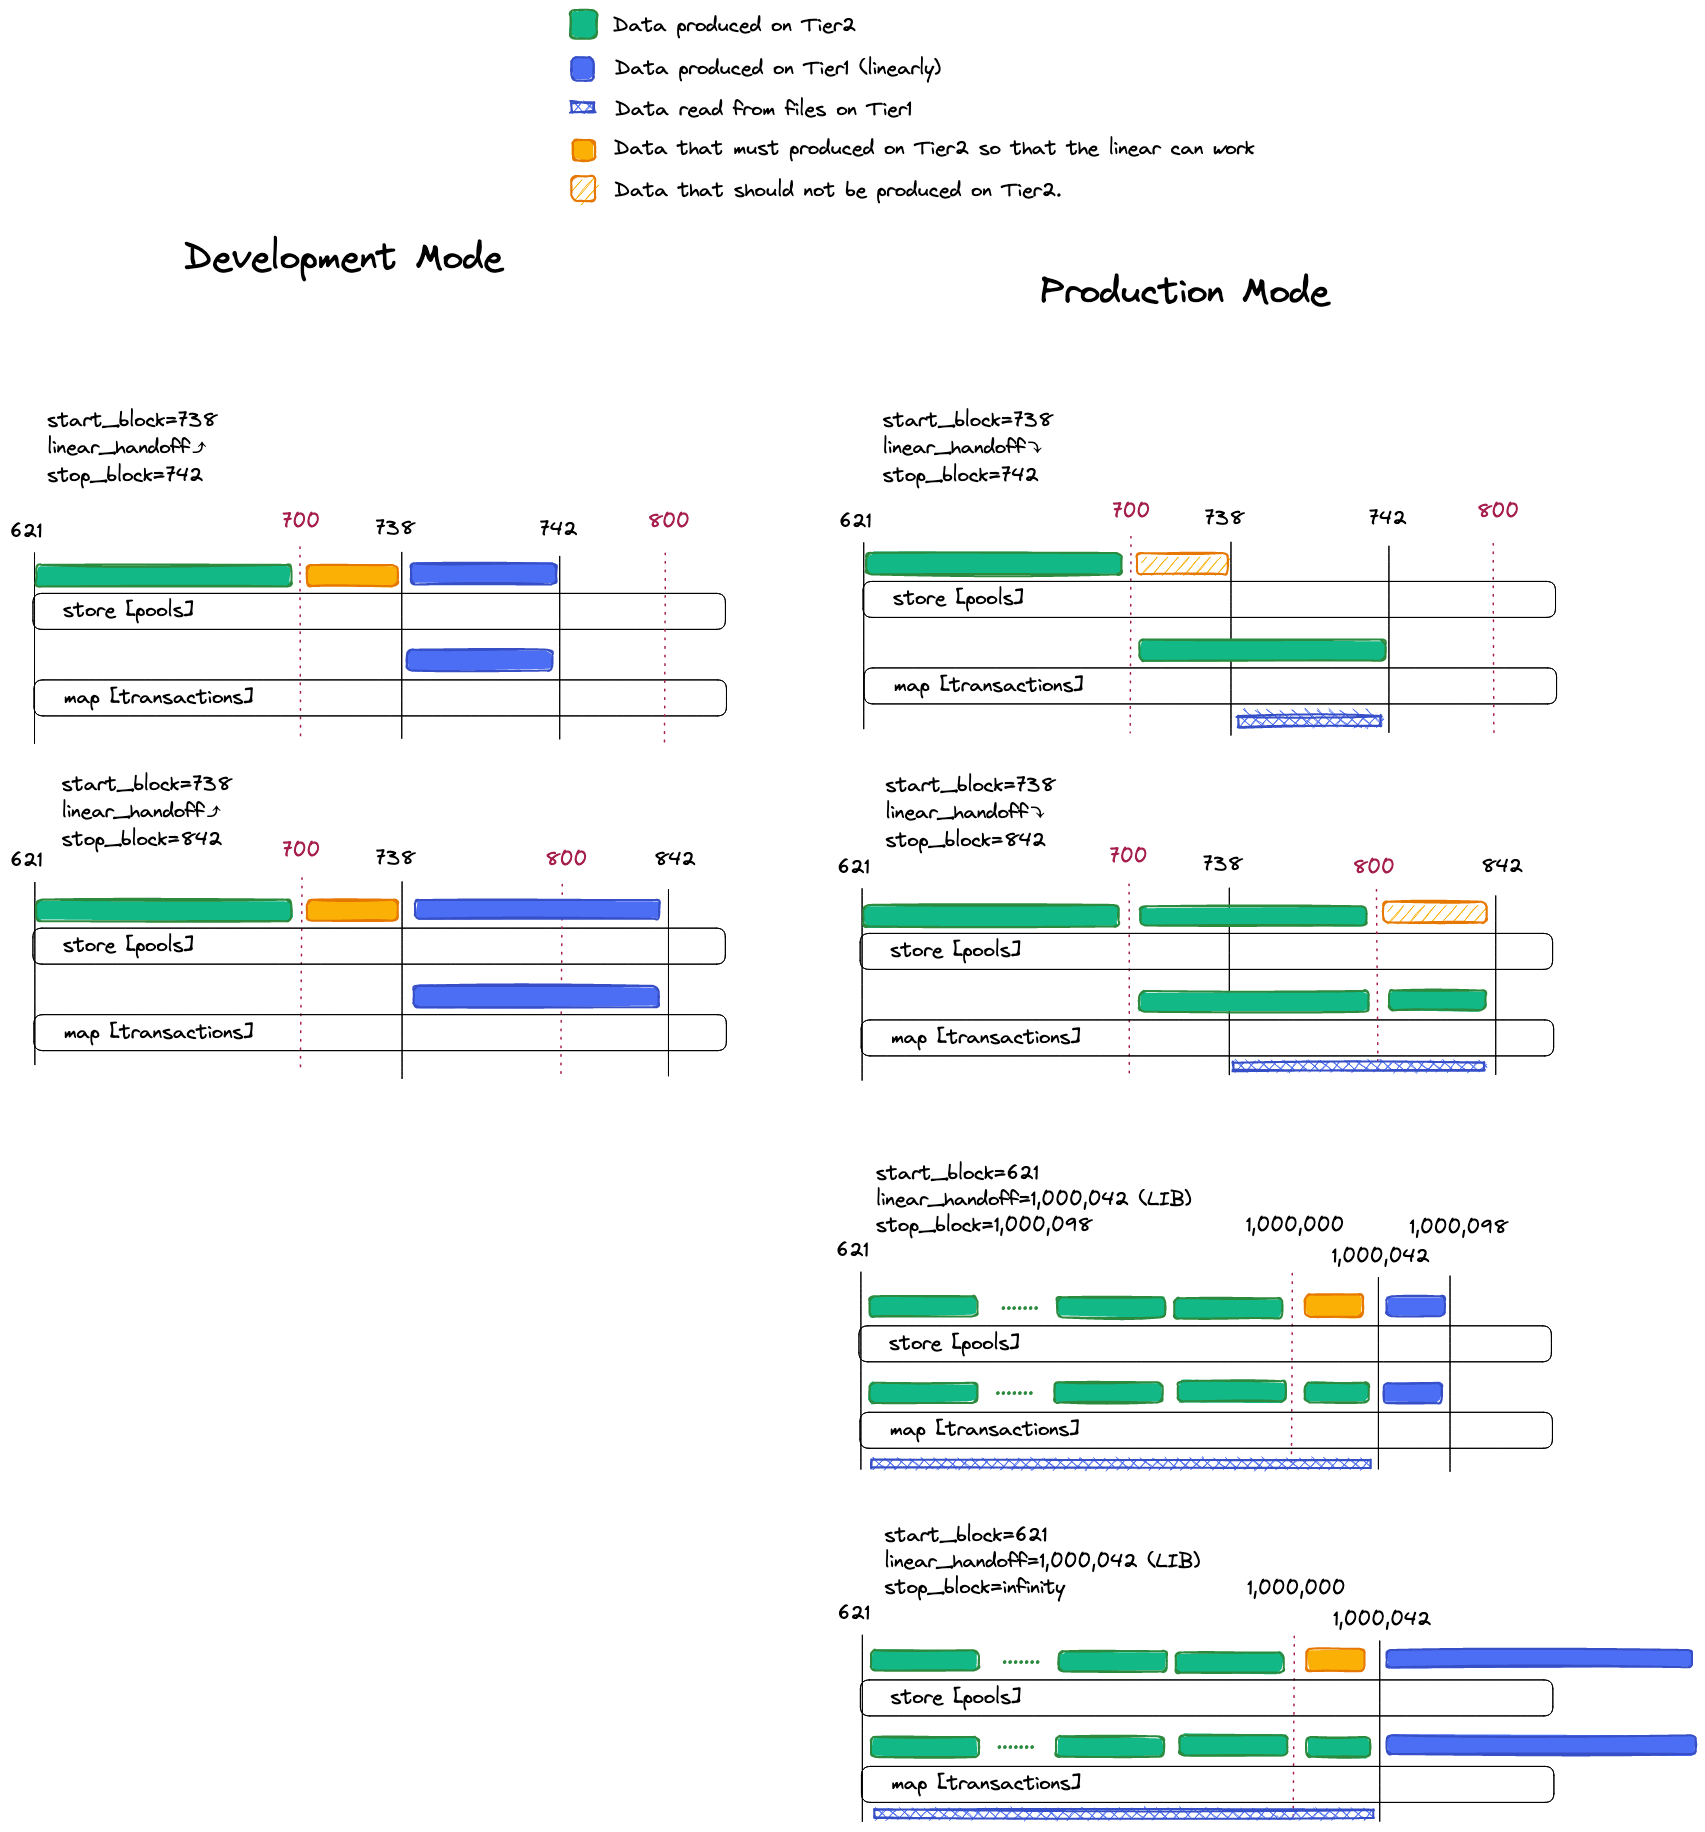 Data produced on Tier2
Data produced on Tier1 (linearly)
Data read from files on Tier1
Data that must produced on Tier2 so that the linear can work
Data that should not be produced on Tier2.
Development Mode
start_block=738
linear_handoff⤴
stop_block=742
621
700
738
742
800
store [pools]
map [transactions]
start_block=738
linear_handoff⤴
stop_block=842
621
700
738
800
842
store [pools]
map [transactions]
Production Mode
start_block=738
linear_handoff⤵
stop_block=742
621
700
738
742
800
store [pools]
map [transactions]
start_block=738
linear_handoff⤵
stop_block=842
621
700
738
800
842
store [pools]
map [transactions]
start_block=621
linear_handoff=1,000,042 (LIB)
stop_block=1,000,098
621
1,000,000
1,000,042
1,000,098
store [pools]
map [transactions]
start_block=621
linear_handoff=1,000,042 (LIB)
stop_block=infinity
621
1,000,000
1,000,042
store [pools]
map [transactions]